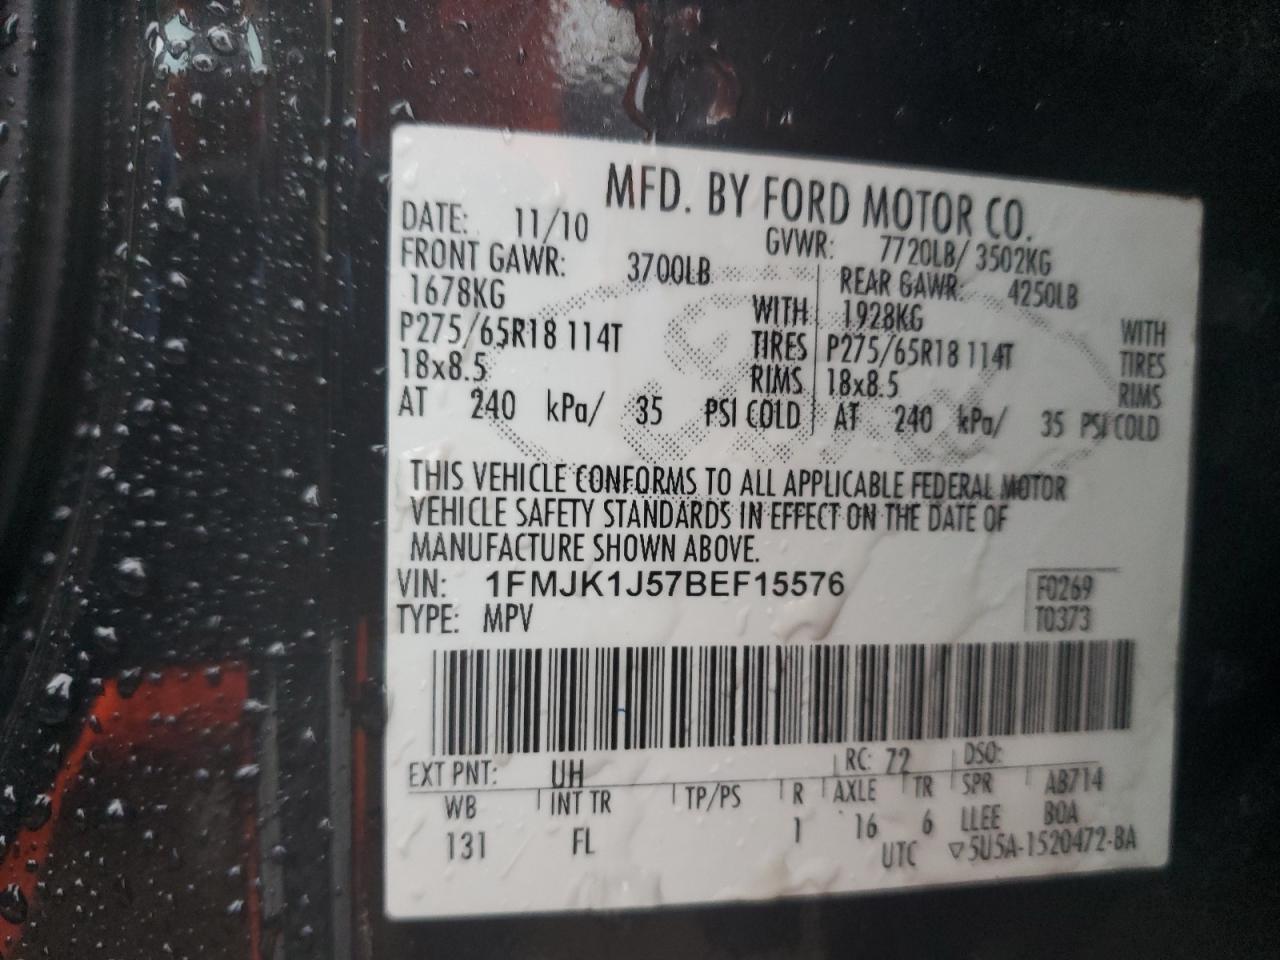 MFD. BY FORD MOTOR CO.
DATE: 11/10 GVWR: 7720LB/ 3502KG
FRONT GAWR: 3700LB REAR GAWR: 4250LB
1678KG WITH 1928KG WITH
P275/65R18 114T TIRES P275/65R18 114T TIRES
18x8.5 RIMS 18x8.5 RIMS
AT 240 kPa/ 35 PSI COLD AT 240 kPa/ 35 PSI COLD
THIS VEHICLE CONFORMS TO ALL APPLICABLE FEDERAL MOTOR
VEHICLE SAFETY STANDARDS IN EFFECT ON THE DATE OF
MANUFACTURE SHOWN ABOVE.
VIN: 1FMJK1J57BEF15576 F0269
TYPE: MPV T0373
EXT PNT: UH RC: 72 DSO:
WB INT TR TP/PS R AXLE TR SPR AB714
131 FL 1 16 6 LLEE BOA
UTC ▽5U5A-1520472-BA